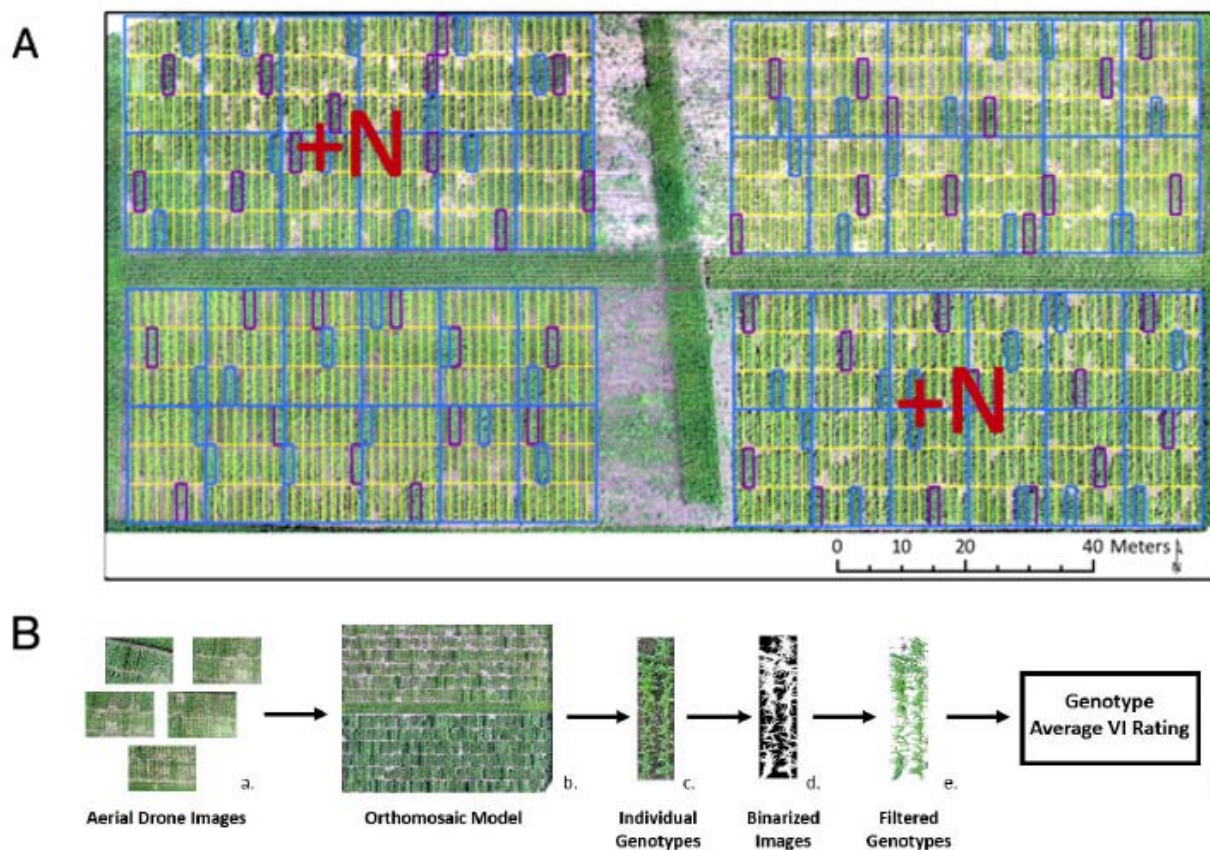 A
+N
+N
0 10 20 40 Meters
N
B
a.
b.
c.
d.
e.
Genotype
Average VI Rating
Aerial Drone Images
Orthomosaic Model
Individual
Genotypes
Binarized
Images
Filtered
Genotypes